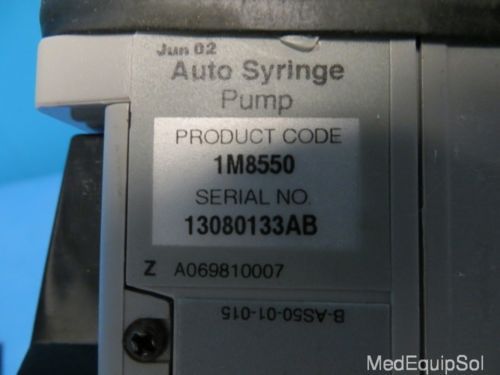 Jun 02
Auto Syringe
Pump
PRODUCT CODE
1M8550
SERIAL NO.
13080133AB
Z A069810007
B-AS50-01-015
MedEquipSol